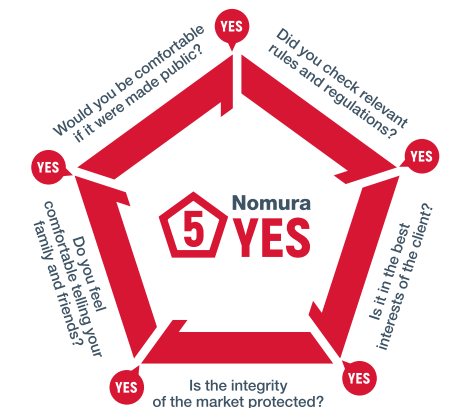 YES
Did you check relevant
rules and regulations?
YES
Is it in the best
interests of the client?
YES
Is the integrity
of the market protected?
YES
Do you feel
comfortable telling your
family and friends?
YES
Would you be comfortable
if it were made public?
5
Nomura
YES